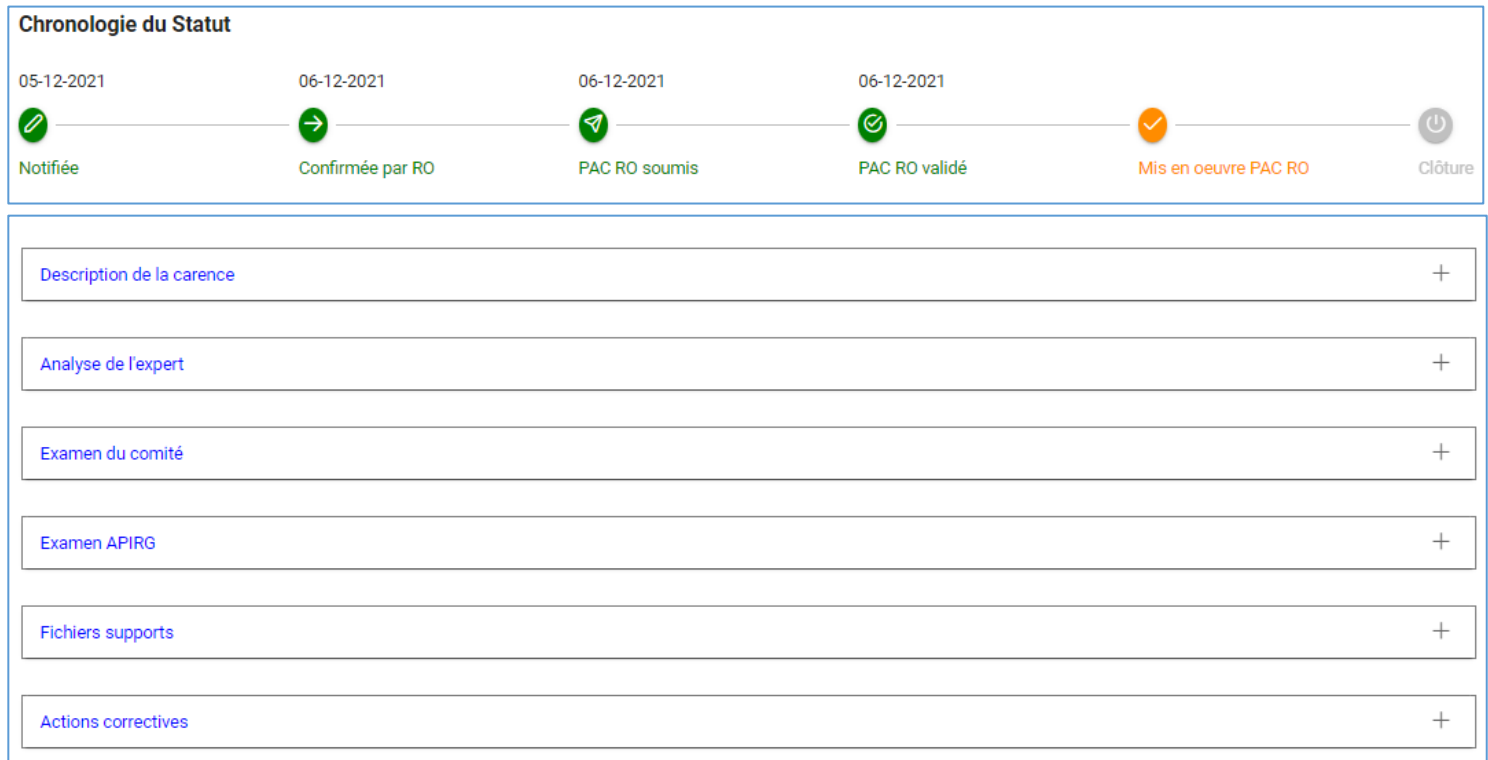 Chronologie du Statut
05-12-2021 06-12-2021 06-12-2021 06-12-2021
Notifiée Confirmée par RO PAC RO soumis PAC RO validé Mis en oeuvre PAC RO Clôture
Description de la carence
Analyse de l'expert
Examen du comité
Examen APIRG
Fichiers supports
Actions correctives